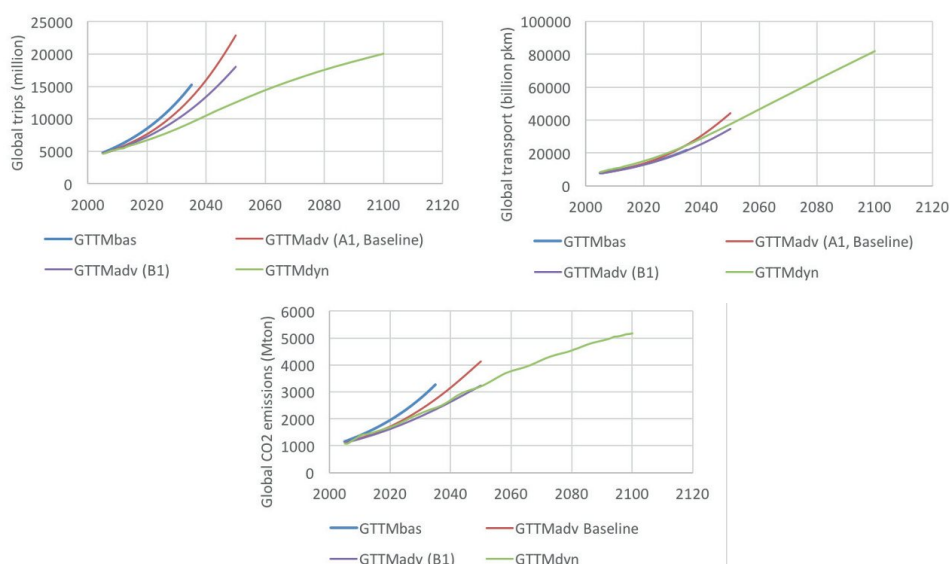 Global trips (million)
25000
20000
15000
10000
5000
0
2000 2020 2040 2060 2080 2100 2120
GTTMbas GTTMadv (A1, Baseline)
GTTMadv (B1) GTTMdyn
Global transport (billion pkm)
100000
80000
60000
40000
20000
0
2000 2020 2040 2060 2080 2100 2120
GTTMbas GTTMadv (A1, Baseline)
GTTMadv (B1) GTTMdyn
Global CO2 emissions (Mton)
6000
5000
4000
3000
2000
1000
0
2000 2020 2040 2060 2080 2100 2120
GTTMbas GTTMadv Baseline
GTTMadv (B1) GTTMdyn